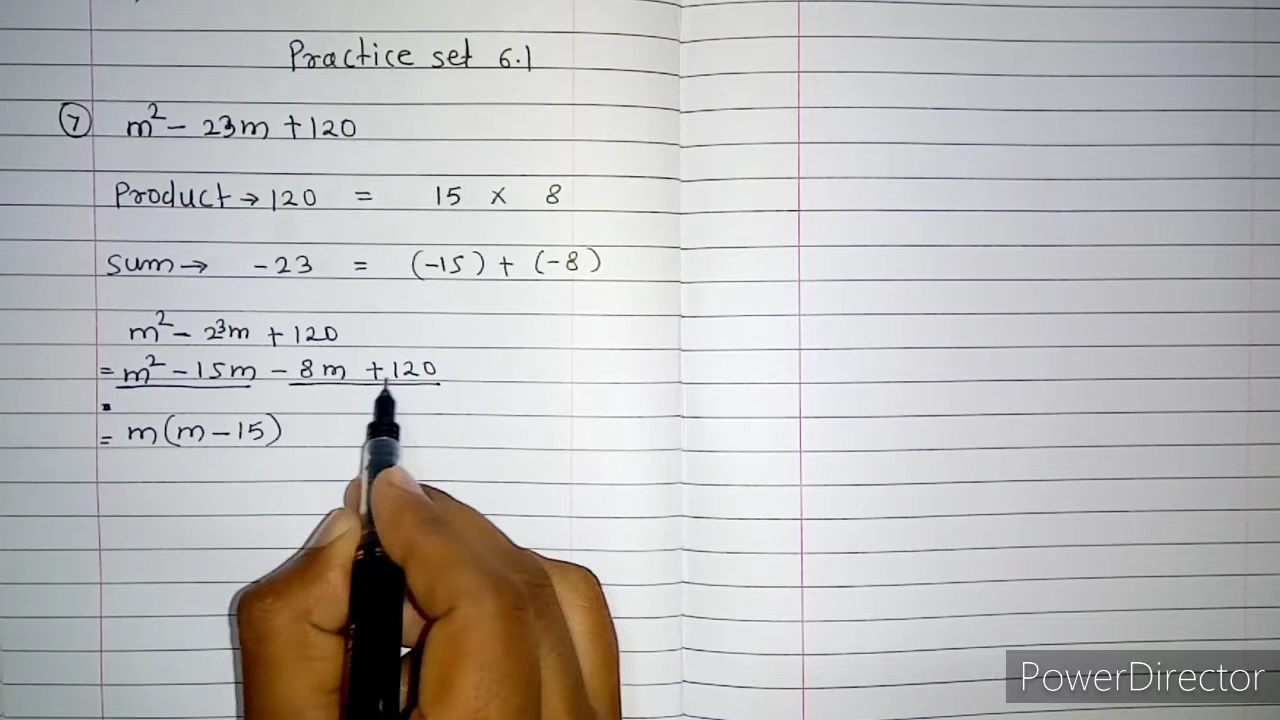 Practice set 6.1
⑦ m² - 23m + 120
Product → 120 = 15 × 8
Sum → -23 = (-15) + (-8)
m² - 23m + 120
= m² - 15m - 8m + 120
= m(m - 15)
PowerDirector